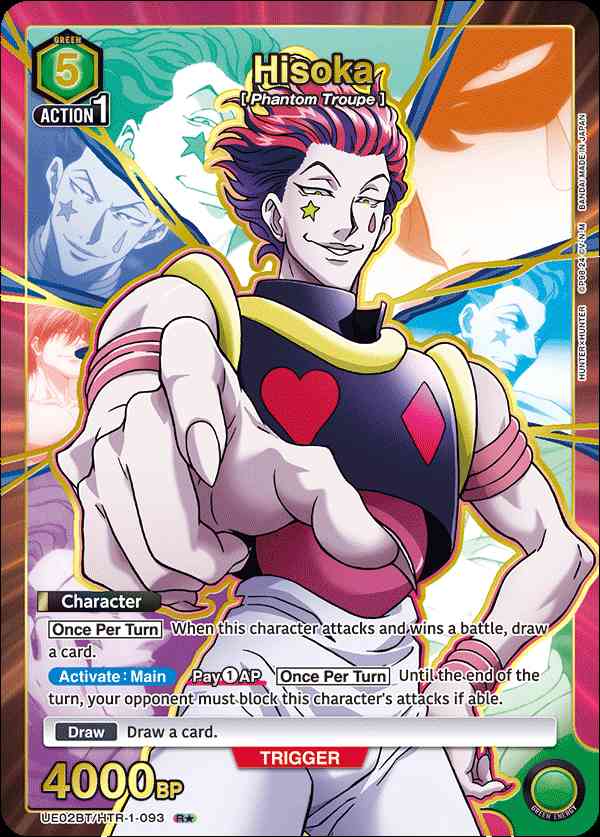 GREEN
5
ACTION 1
Hisoka
[ Phantom Troupe ]
HUNTER×HUNTER ©P98-24 ©V･N･M BANDAI MADE IN JAPAN
Character
Once Per Turn When this character attacks and wins a battle, draw
a card.
Activate:Main Pay①AP Once Per Turn Until the end of the
turn, your opponent must block this character's attacks if able.
Draw Draw a card.
TRIGGER
4000BP
GREEN ENERGY
UE02BT/HTR-1-093 R★